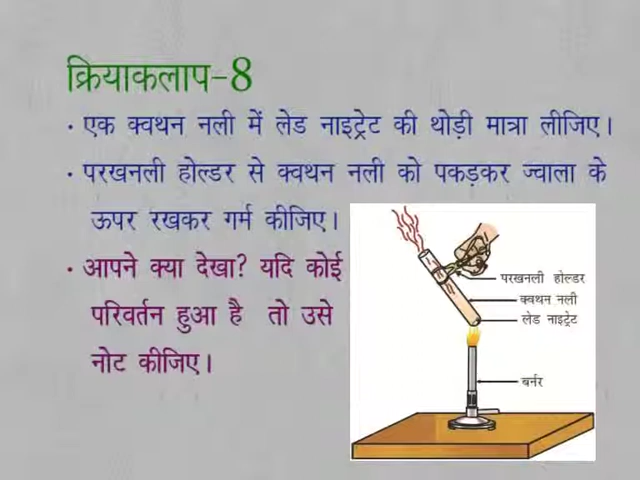 क्रियाकलाप-8
• एक क्वथन नली में लेड नाइट्रेट की थोड़ी मात्रा लीजिए।
• परखनली होल्डर से क्वथन नली को पकड़कर ज्वाला के
ऊपर रखकर गर्म कीजिए।
• आपने क्या देखा? यदि कोई
परिवर्तन हुआ है तो उसे
नोट कीजिए।
परखनली होल्डर
क्वथन नली
लेड नाइट्रेट
बर्नर